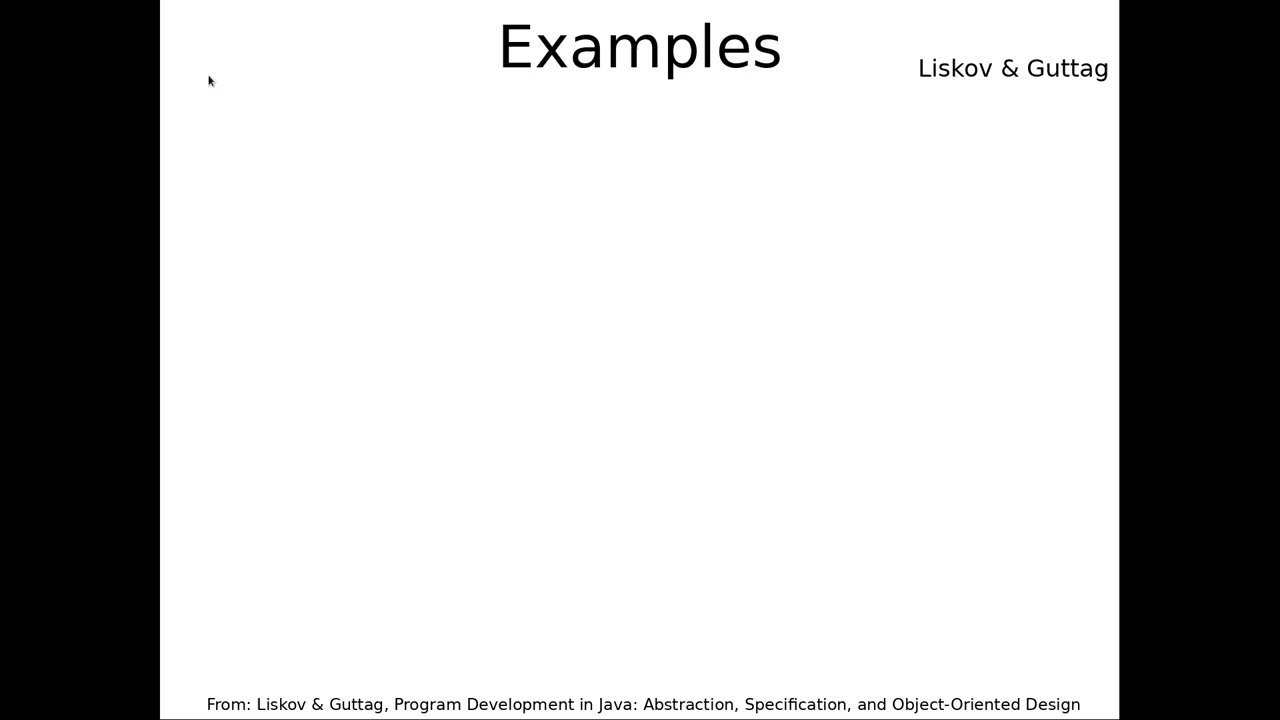 Examples
Liskov & Guttag
From: Liskov & Guttag, Program Development in Java: Abstraction, Specification, and Object-Oriented Design